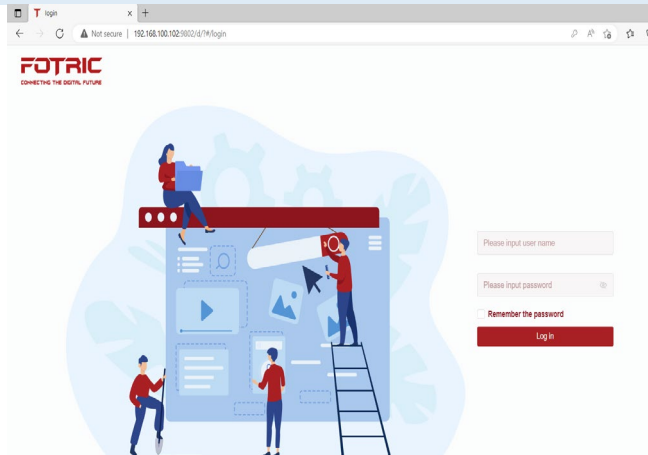 T login x +
Not secure | 192.168.100.102:9802/d/?#/login
FOTRIC
CONNECTING THE DIGITAL FUTURE
Please input user name
Please input password
Remember the password
Log in